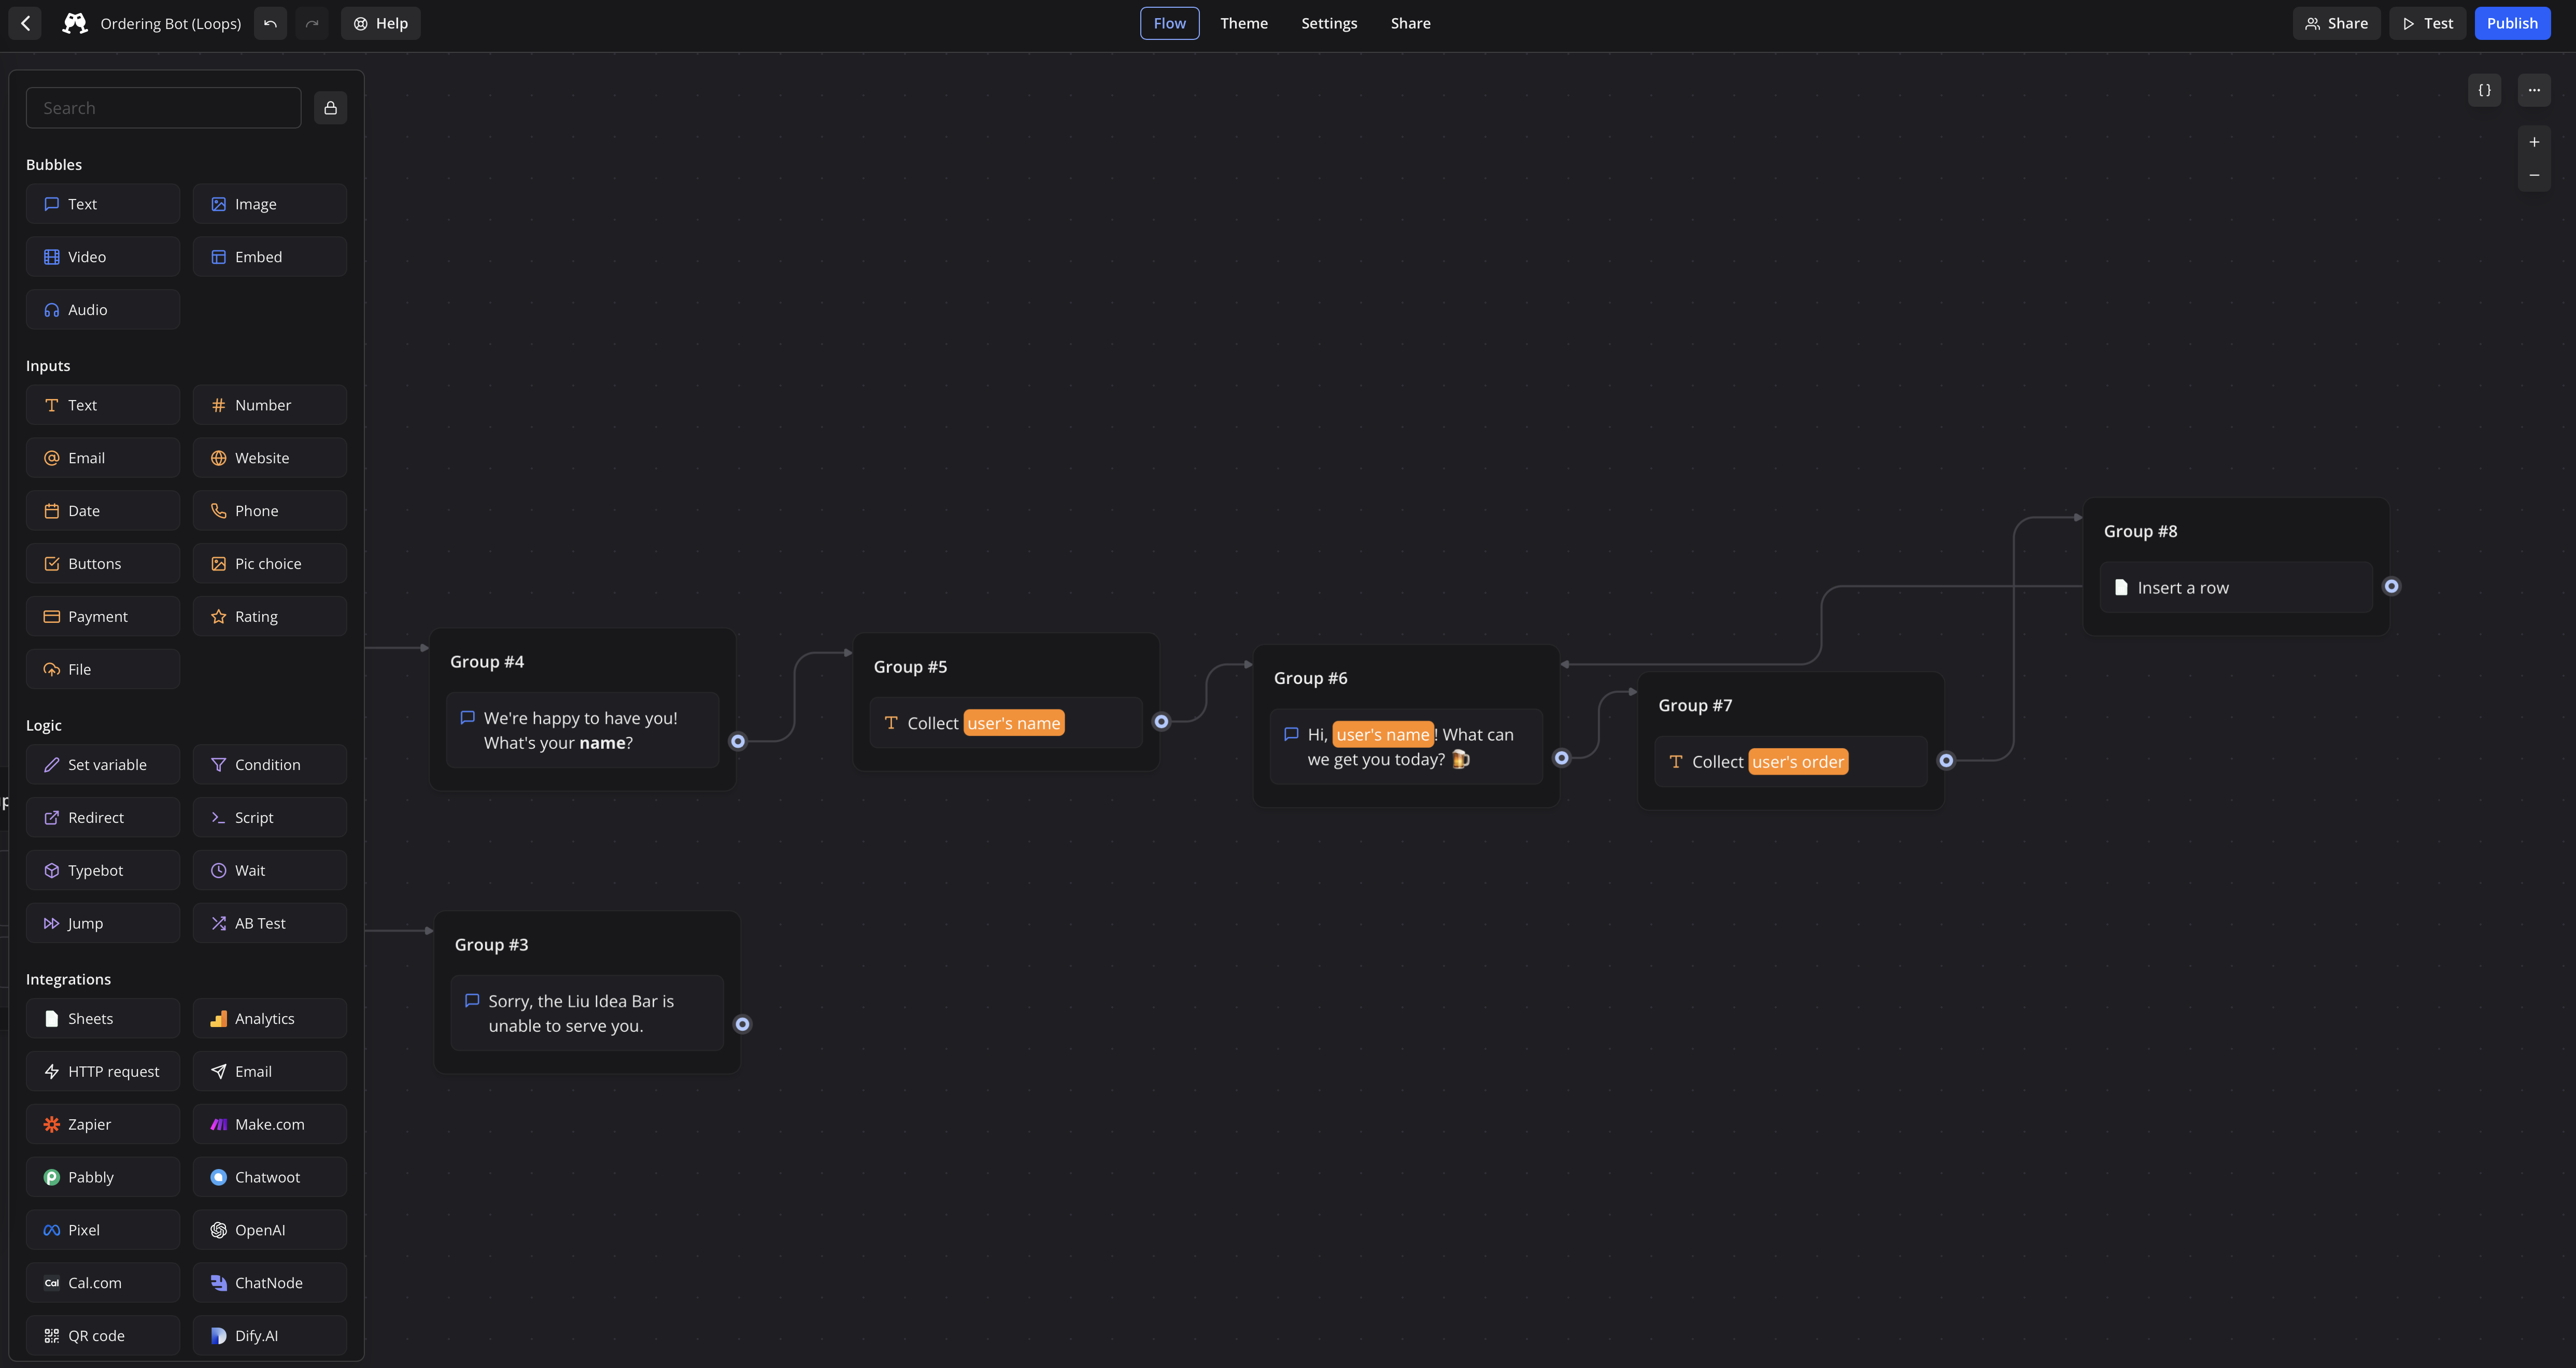 Ordering Bot (Loops)
Help
Flow
Theme
Settings
Share
Share
Test
Publish
Search
Bubbles
Text
Image
Video
Embed
Audio
Inputs
Text
Number
Email
Website
Date
Phone
Buttons
Pic choice
Payment
Rating
File
Logic
Set variable
Condition
Redirect
Script
Typebot
Wait
Jump
AB Test
Integrations
Sheets
Analytics
HTTP request
Email
Zapier
Make.com
Pabbly
Chatwoot
Pixel
OpenAI
Cal
Cal.com
ChatNode
QR code
Dify.AI
Group #4
We're happy to have you!
What's your name?
Group #5
Collect user's name
Group #6
Hi, user's name! What can
we get you today? 🍺
Group #7
Collect user's order
Group #8
Insert a row
Group #3
Sorry, the Liu Idea Bar is
unable to serve you.